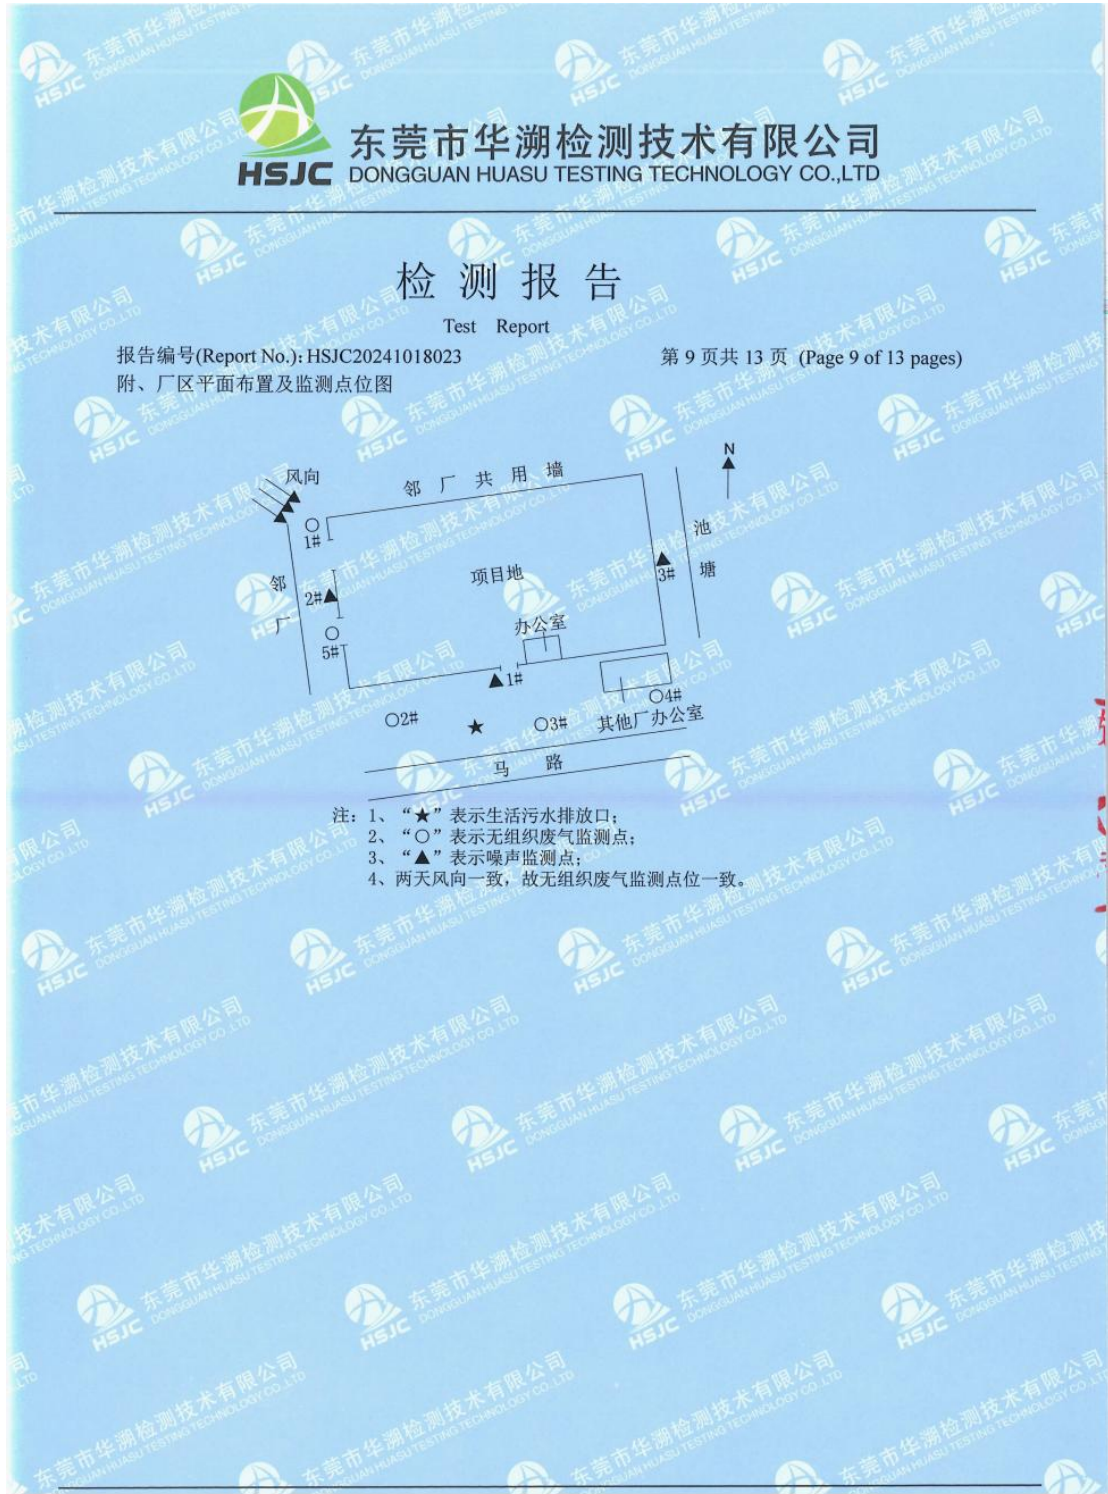 HSJC
东莞市华溯检测技术有限公司
DONGGUAN HUASU TESTING TECHNOLOGY CO.,LTD
检测报告
Test Report
报告编号(Report No.): HSJC20241018023
第 9 页共 13 页 (Page 9 of 13 pages)
附、厂区平面布置及监测点位图
N
风向
邻厂共用墙
1#
池塘
邻厂
项目地
3#
2#
办公室
5#
1#
4#
2#
3#
其他厂办公室
马路
注：1、“★”表示生活污水排放口；
2、“○”表示无组织废气监测点；
3、“▲”表示噪声监测点；
4、两天风向一致，故无组织废气监测点位一致。